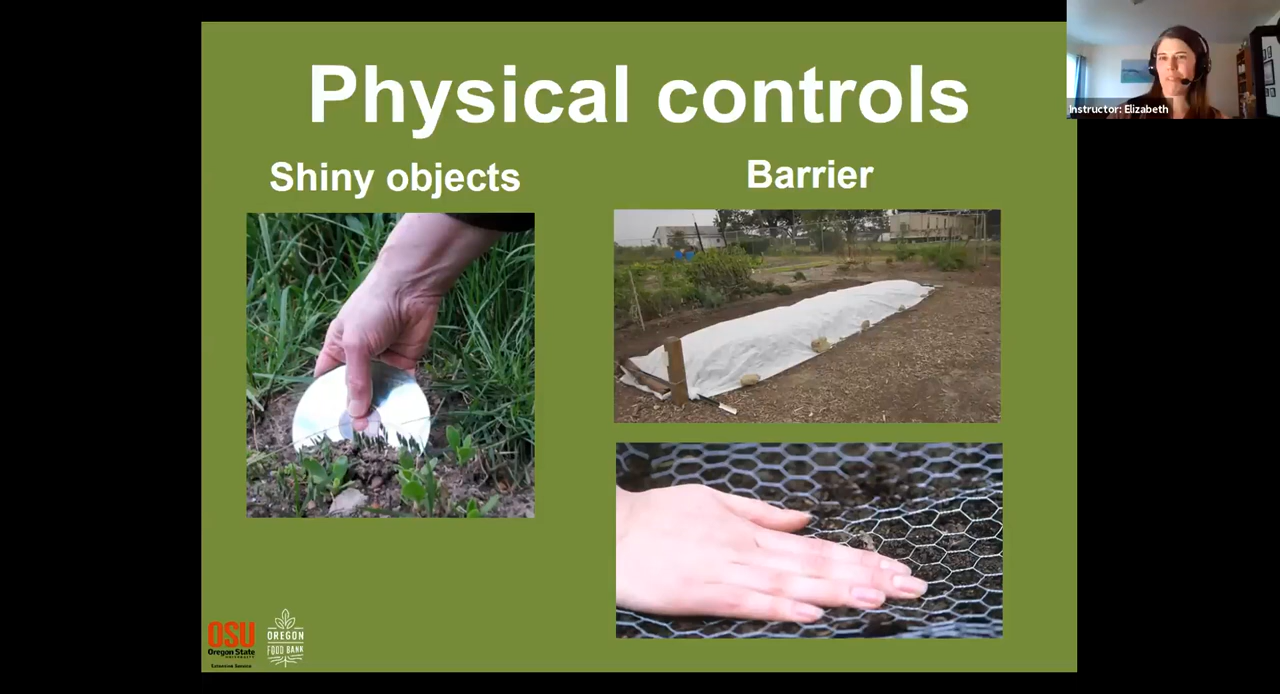 Physical controls
Shiny objects
Barrier
Instructor: Elizabeth
OSU
Oregon State
UNIVERSITY
Extension Service
OREGON
FOOD BANK